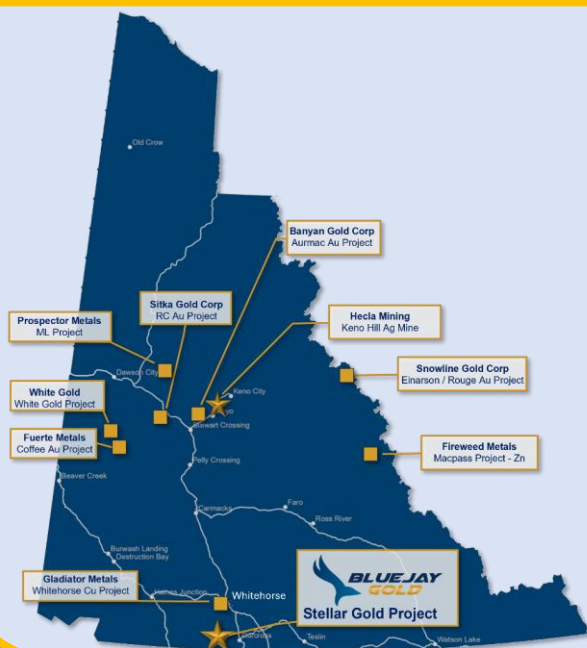 Old Crow
Banyan Gold Corp
Aurmac Au Project
Sitka Gold Corp
RC Au Project
Hecla Mining
Keno Hill Ag Mine
Prospector Metals
ML Project
Snowline Gold Corp
Einarson / Rouge Au Project
Dawson City
Keno City
White Gold
White Gold Project
Stewart Crossing
Fuerte Metals
Coffee Au Project
Fireweed Metals
Macpass Project - Zn
Pelly Crossing
Beaver Creek
Carmacks
Faro
Ross River
Burwash Landing
Destruction Bay
BLUEJAY
GOLD
Stellar Gold Project
Gladiator Metals
Whitehorse Cu Project
Haines Junction
Whitehorse
Teslin
Watson Lake